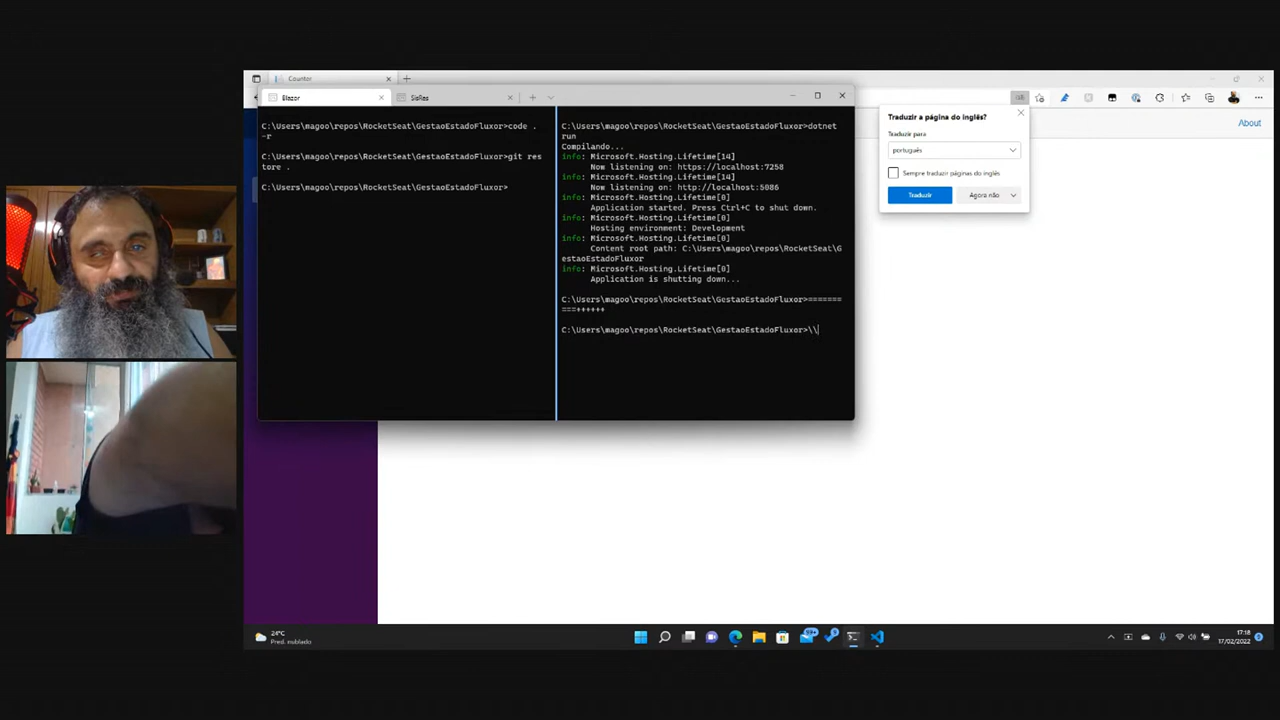 Counter
Blazor
SisRes
C:\Users\magoo\repos\RocketSeat\GestaoEstadoFluxor>code .
-r
C:\Users\magoo\repos\RocketSeat\GestaoEstadoFluxor>git res
tore .
C:\Users\magoo\repos\RocketSeat\GestaoEstadoFluxor>
C:\Users\magoo\repos\RocketSeat\GestaoEstadoFluxor>dotnet
run
Compilando...
info: Microsoft.Hosting.Lifetime[14]
Now listening on: https://localhost:7258
info: Microsoft.Hosting.Lifetime[14]
Now listening on: http://localhost:5086
info: Microsoft.Hosting.Lifetime[0]
Application started. Press Ctrl+C to shut down.
info: Microsoft.Hosting.Lifetime[0]
Hosting environment: Development
info: Microsoft.Hosting.Lifetime[0]
Content root path: C:\Users\magoo\repos\RocketSeat\G
estaoEstadoFluxor
info: Microsoft.Hosting.Lifetime[0]
Application is shutting down...
C:\Users\magoo\repos\RocketSeat\GestaoEstadoFluxor>=======
===++++++
C:\Users\magoo\repos\RocketSeat\GestaoEstadoFluxor>\\
Traduzir a página do inglês?
Traduzir para
português
Sempre traduzir páginas do inglês
Traduzir
Agora não
About
24°C
Pred. nublado
17:18
17/02/2022